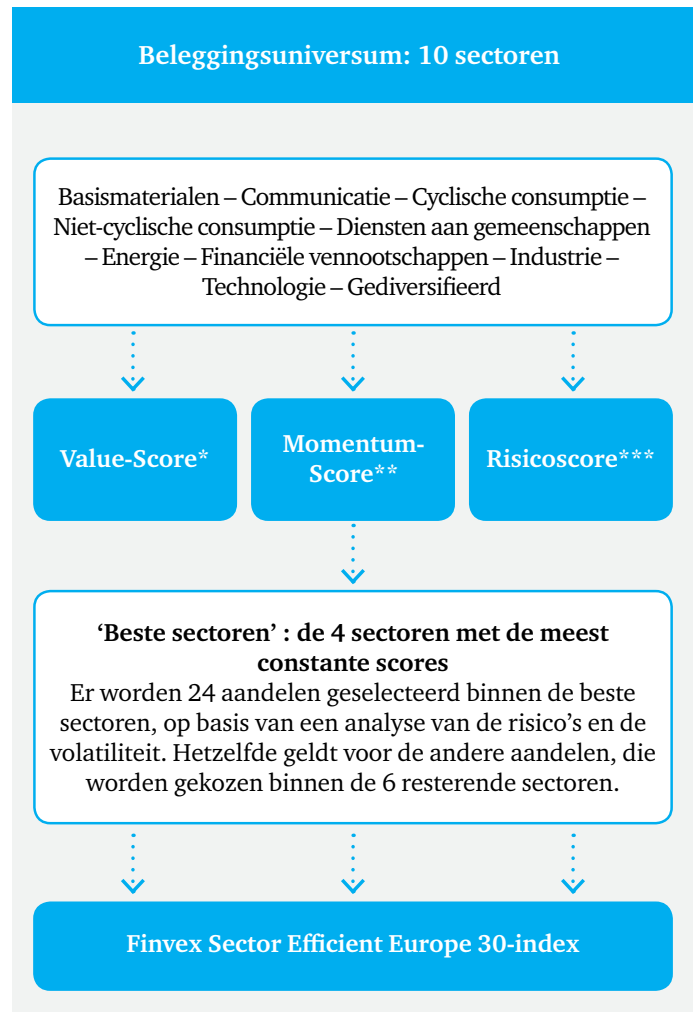 Beleggingsuniversum: 10 sectoren
Basismaterialen – Communicatie – Cyclische consumptie –
Niet-cyclische consumptie – Diensten aan gemeenschappen
– Energie – Financiële vennootschappen – Industrie –
Technologie – Gediversifieerd
Value-Score*
Momentum-
Score**
Risicoscore***
‘Beste sectoren’ : de 4 sectoren met de meest
constante scores
Er worden 24 aandelen geselecteerd binnen de beste
sectoren, op basis van een analyse van de risico’s en de
volatiliteit. Hetzelfde geldt voor de andere aandelen, die
worden gekozen binnen de 6 resterende sectoren.
Finvex Sector Efficient Europe 30-index